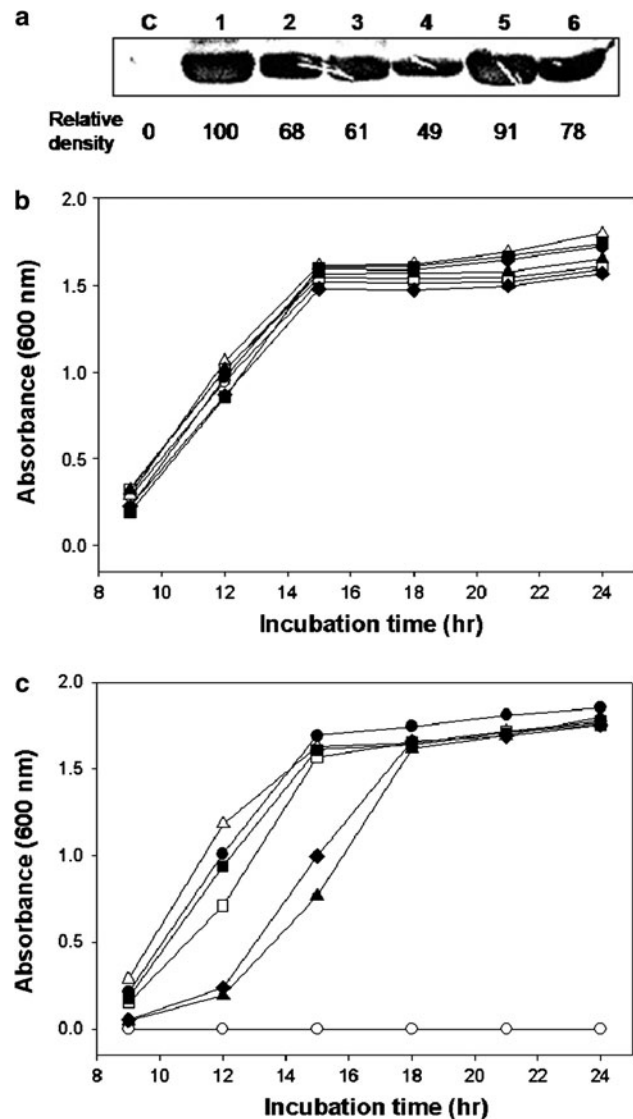 a
C 1 2 3 4 5 6
Relative density 0 100 68 61 49 91 78
b
Absorbance (600 nm)
2.0
1.5
1.0
0.5
0.0
8 10 12 14 16 18 20 22 24
Incubation time (hr)
c
Absorbance (600 nm)
2.0
1.5
1.0
0.5
0.0
8 10 12 14 16 18 20 22 24
Incubation time (hr)